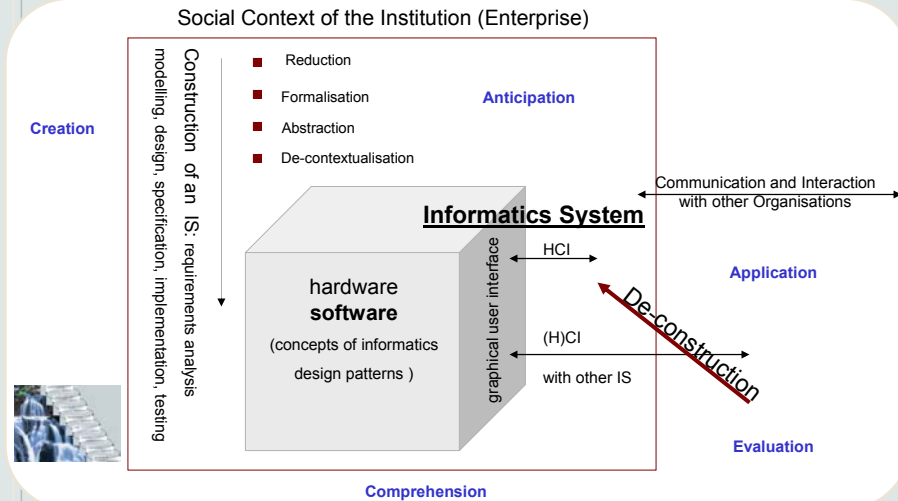 Social Context of the Institution (Enterprise)
Creation
Construction of an IS: requirements analysis
modelling, design, specification, implementation, testing
Reduction
Formalisation
Abstraction
De-contextualisation
Anticipation
Communication and Interaction
with other Organisations
Informatics System
HCI
hardware
software
(concepts of informatics
design patterns )
graphical user interface
(H)CI
with other IS
Application
De-construction
Evaluation
Comprehension